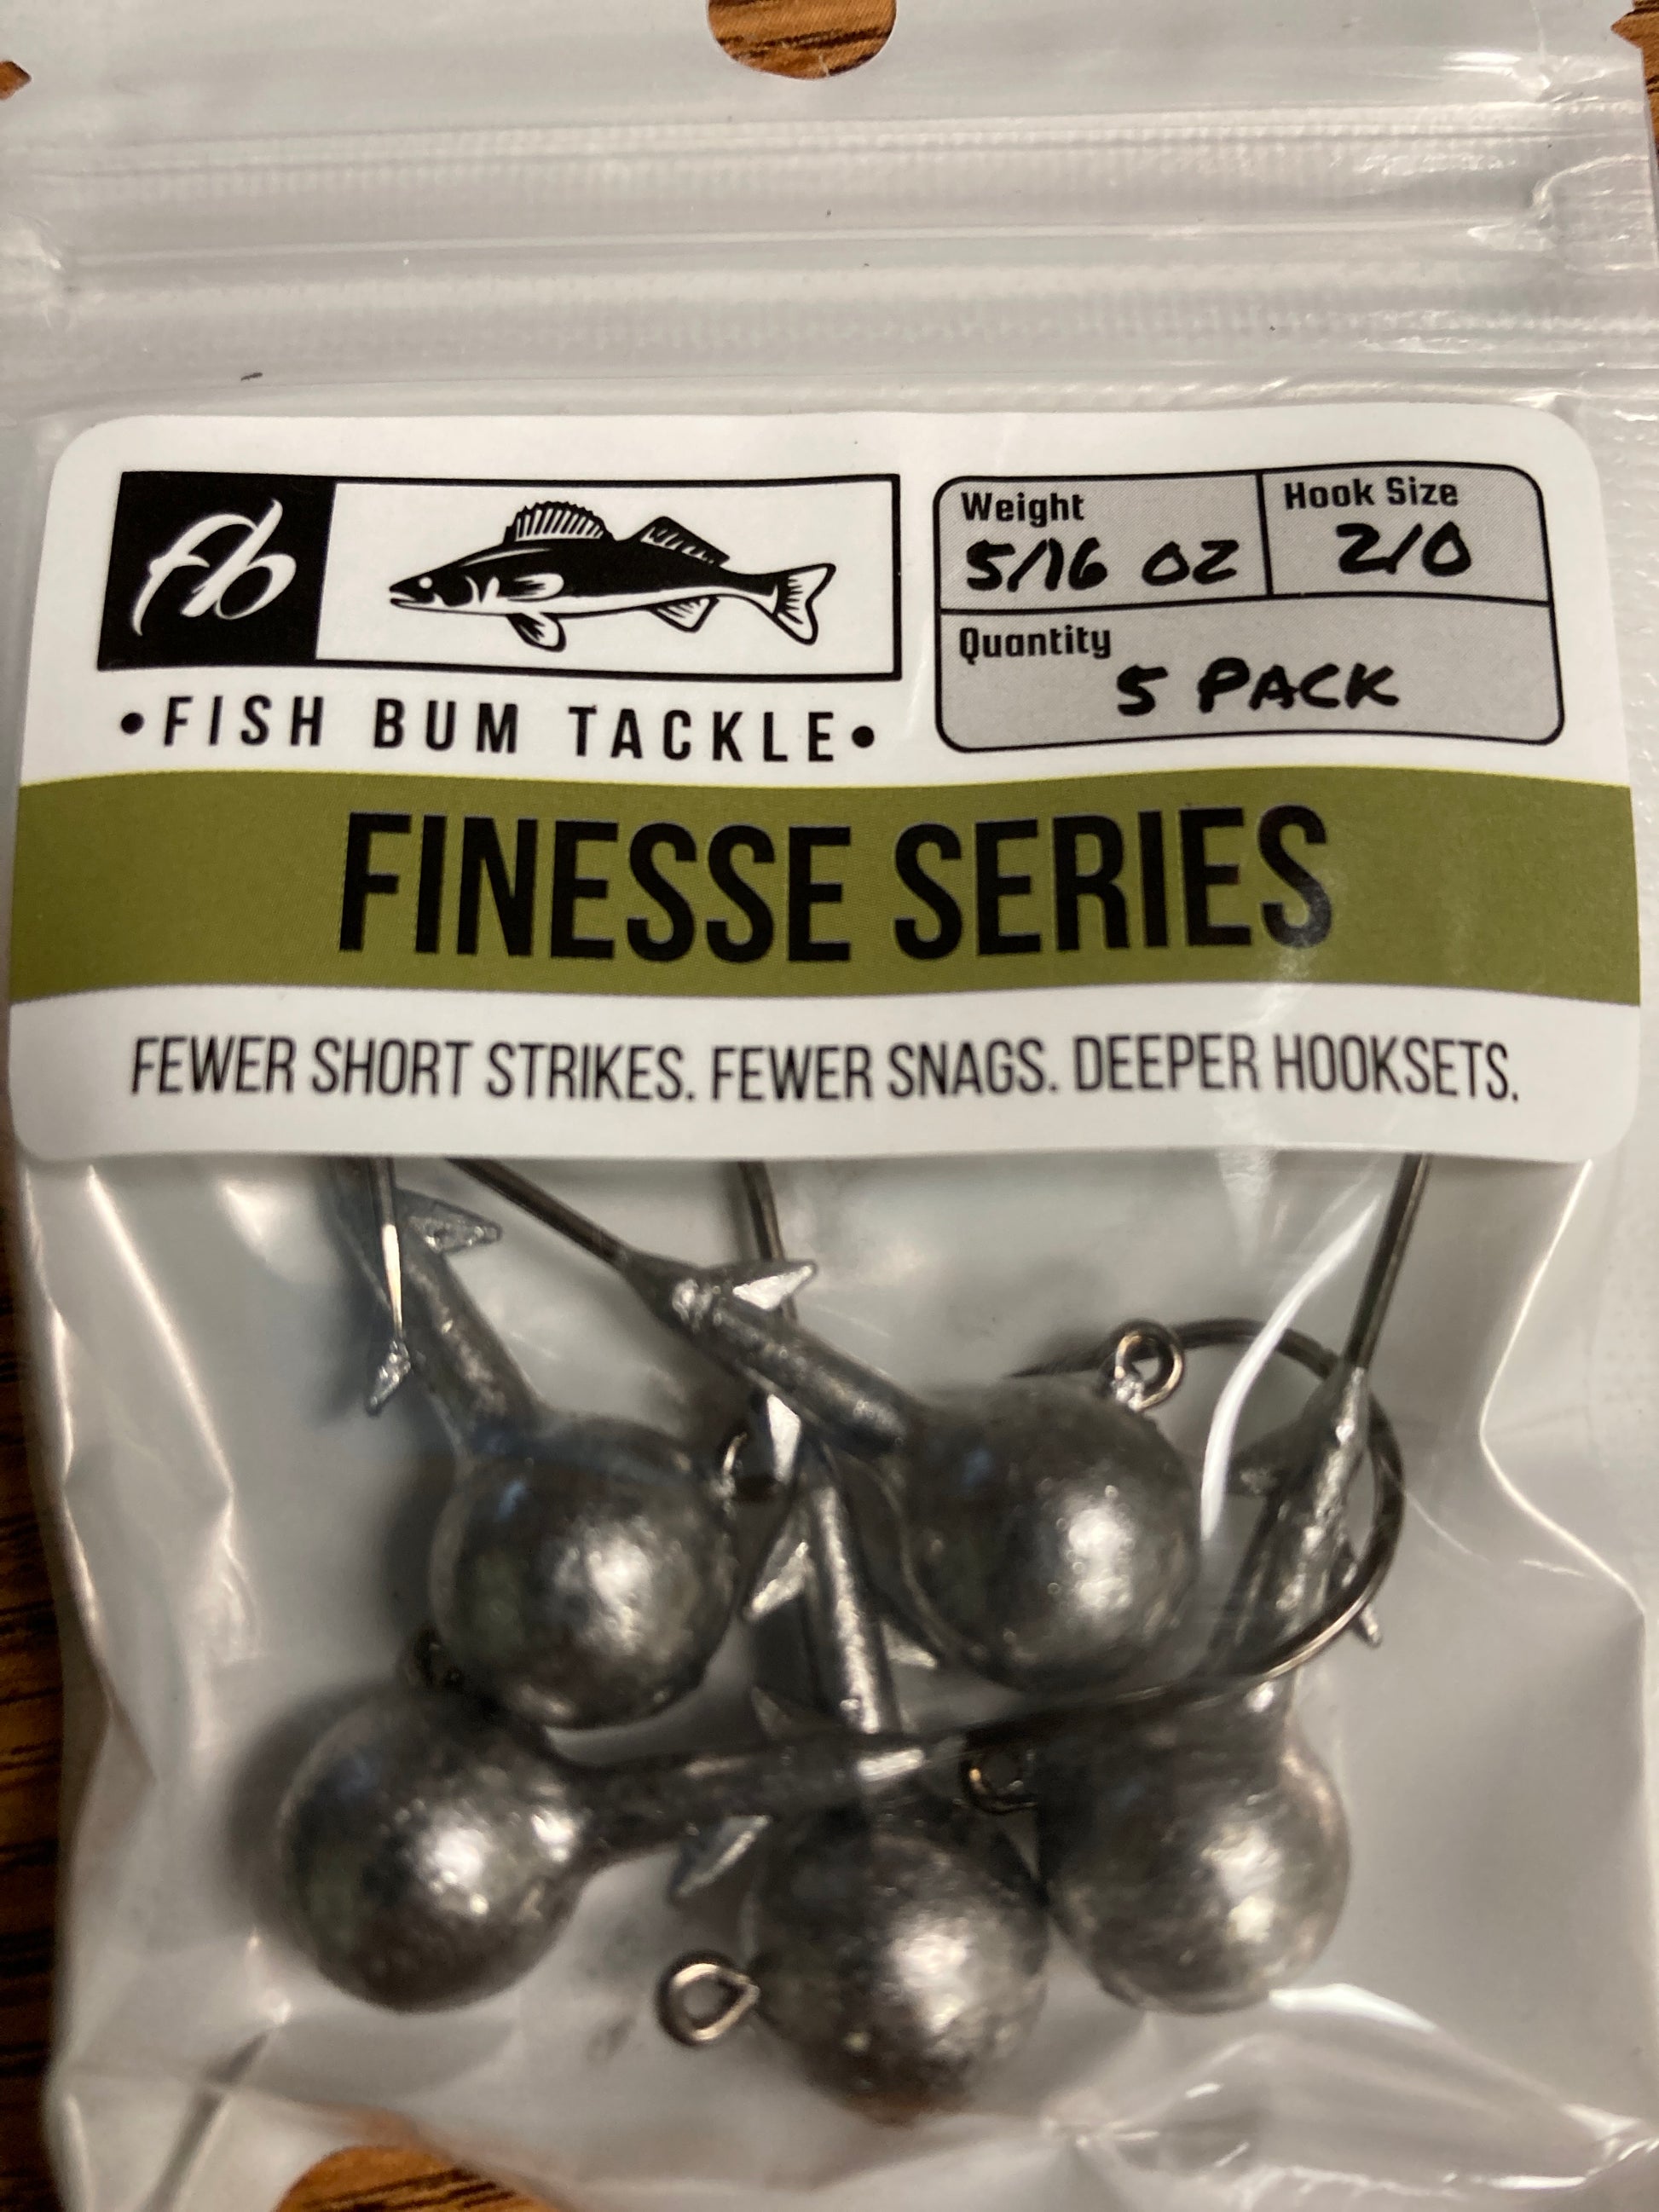 fb
Weight
5/16 OZ
Hook Size
2/0
Quantity
5 PACK
•FISH BUM TACKLE•
FINESSE SERIES
FEWER SHORT STRIKES. FEWER SNAGS. DEEPER HOOKSETS.